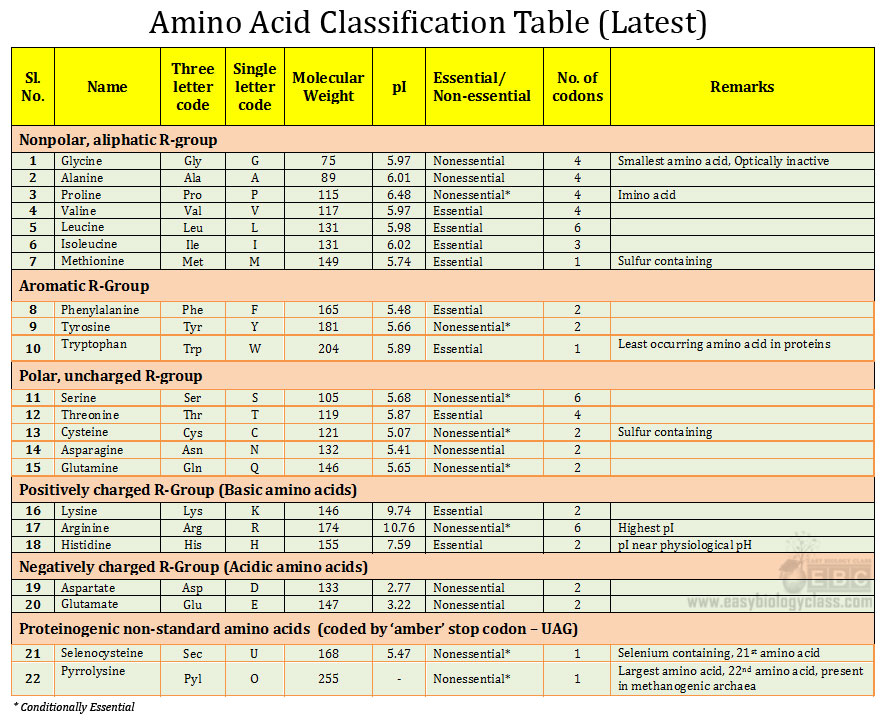 Amino Acid Classification Table (Latest)
Sl. No. Name Three letter code Single letter code Molecular Weight pI Essential/ Non-essential No. of codons Remarks
Nonpolar, aliphatic R-group
1 Glycine Gly G 75 5.97 Nonessential 4 Smallest amino acid, Optically inactive
2 Alanine Ala A 89 6.01 Nonessential 4
3 Proline Pro P 115 6.48 Nonessential* 4 Imino acid
4 Valine Val V 117 5.97 Essential 4
5 Leucine Leu L 131 5.98 Essential 6
6 Isoleucine Ile I 131 6.02 Essential 3
7 Methionine Met M 149 5.74 Essential 1 Sulfur containing
Aromatic R-Group
8 Phenylalanine Phe F 165 5.48 Essential 2
9 Tyrosine Tyr Y 181 5.66 Nonessential* 2
10 Tryptophan Trp W 204 5.89 Essential 1 Least occurring amino acid in proteins
Polar, uncharged R-group
11 Serine Ser S 105 5.68 Nonessential* 6
12 Threonine Thr T 119 5.87 Essential 4
13 Cysteine Cys C 121 5.07 Nonessential* 2 Sulfur containing
14 Asparagine Asn N 132 5.41 Nonessential 2
15 Glutamine Gln Q 146 5.65 Nonessential* 2
Positively charged R-Group (Basic amino acids)
16 Lysine Lys K 146 9.74 Essential 2
17 Arginine Arg R 174 10.76 Nonessential* 6 Highest pI
18 Histidine His H 155 7.59 Essential 2 pI near physiological pH
Negatively charged R-Group (Acidic amino acids)
EASY BIOLOGY CLASS
19 Aspartate Asp D 133 2.77 Nonessential 2
EBC
20 Glutamate Glu E 147 3.22 Nonessential 2
www.easybiologyclass.com
Proteinogenic non-standard amino acids (coded by ‘amber’ stop codon – UAG)
21 Selenocysteine Sec U 168 5.47 Nonessential* 1 Selenium containing, 21st amino acid
22 Pyrrolysine Pyl O 255 - Nonessential* 1 Largest amino acid, 22nd amino acid, present
in methanogenic archaea
* Conditionally Essential